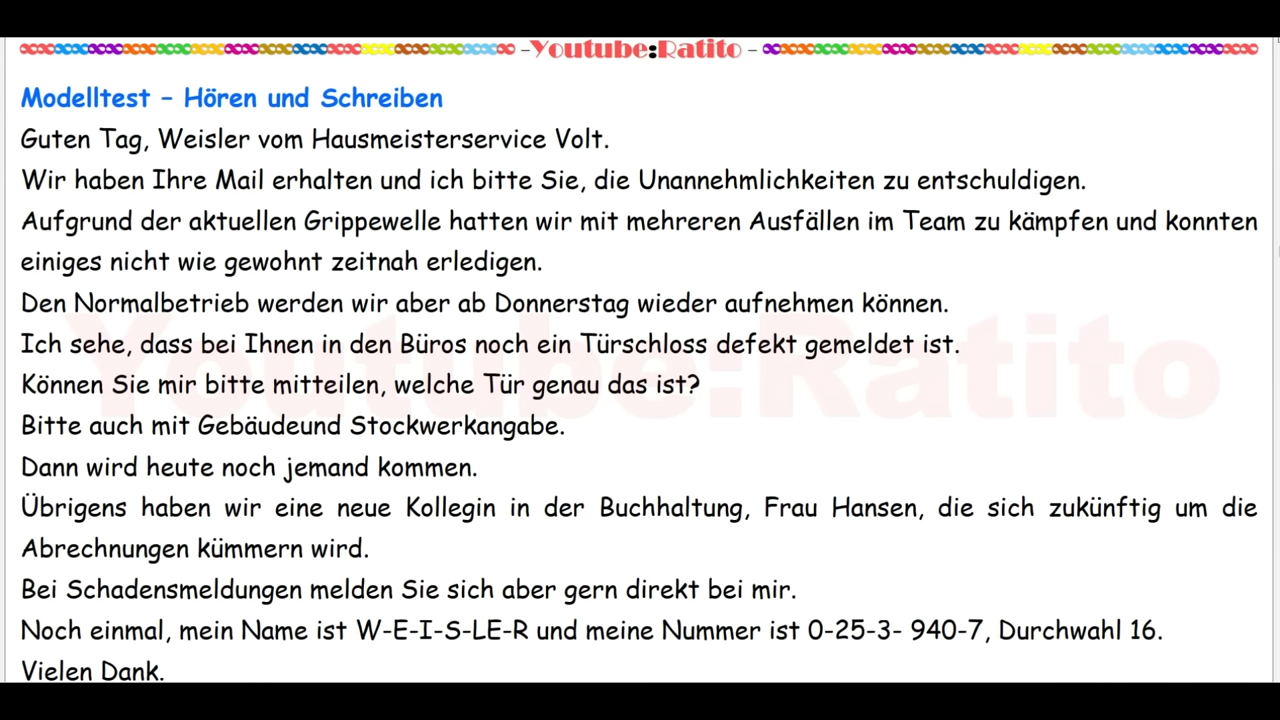 -Youtube:Ratito -
Modelltest – Hören und Schreiben
Guten Tag, Weisler vom Hausmeisterservice Volt.
Wir haben Ihre Mail erhalten und ich bitte Sie, die Unannehmlichkeiten zu entschuldigen.
Aufgrund der aktuellen Grippewelle hatten wir mit mehreren Ausfällen im Team zu kämpfen und konnten
einiges nicht wie gewohnt zeitnah erledigen.
Den Normalbetrieb werden wir aber ab Donnerstag wieder aufnehmen können.
Ich sehe, dass bei Ihnen in den Büros noch ein Türschloss defekt gemeldet ist.
Können Sie mir bitte mitteilen, welche Tür genau das ist?
Bitte auch mit Gebäudeund Stockwerkangabe.
Dann wird heute noch jemand kommen.
Übrigens haben wir eine neue Kollegin in der Buchhaltung, Frau Hansen, die sich zukünftig um die
Abrechnungen kümmern wird.
Bei Schadensmeldungen melden Sie sich aber gern direkt bei mir.
Noch einmal, mein Name ist W-E-I-S-LE-R und meine Nummer ist 0-25-3- 940-7, Durchwahl 16.
Vielen Dank.
Youtube:Ratito